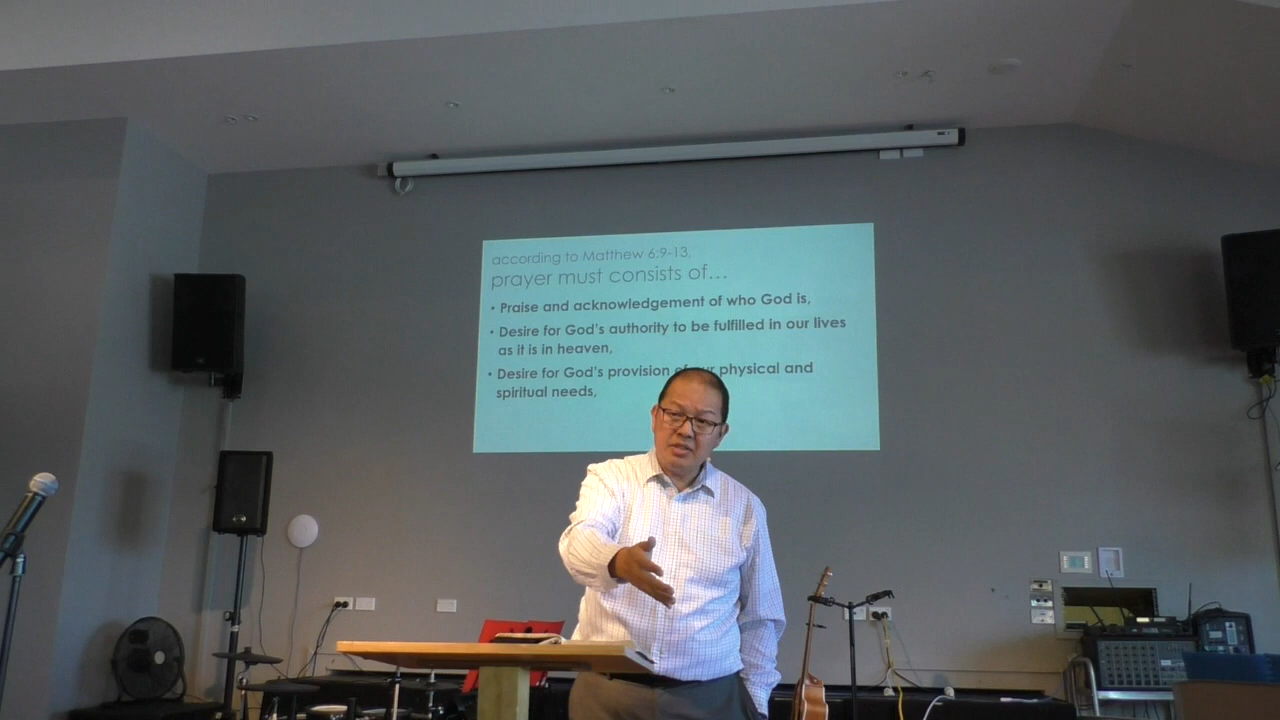 according to Matthew 6:9-13,
prayer must consists of...
• Praise and acknowledgement of who God is,
• Desire for God's authority to be fulfilled in our lives
as it is in heaven,
• Desire for God's provision of our physical and
spiritual needs,